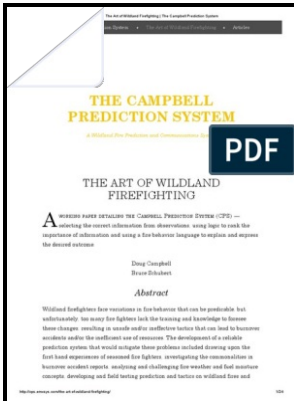 The Art of Wildland Firefighting | The Campbell Prediction System
System • The Art of Wildland Firefighting • Articles
THE CAMPBELL
PREDICTION SYSTEM
A Wildland Fire Prediction and Communications
PDF
THE ART OF WILDLAND
FIREFIGHTING
A WORKING PAPER DETAILING THE CAMPBELL PREDICTION SYSTEM (CPS) —
selecting the correct information from observations, using logic to rank the
importance of information and using a fire behavior language to explain and express
the desired outcome
Doug Campbell
Bruce Schubert
Abstract
Wildland firefighters face variations in fire behavior that can be predictable, but
unfortunately, too many fire fighters lack the training and knowledge to foresee
these changes, resulting in unsafe and/or ineffective tactics that can lead to burnover
accidents and/or the inefficient use of resources. The development of a reliable
prediction system that would mitigate these problems included drawing upon the
first hand experiences of seasoned fire fighters, investigating the commonalities in
burnover accident reports, analyzing and challenging fire weather and fuel moisture
concepts, developing and field testing prediction and tactics on wildland fires and